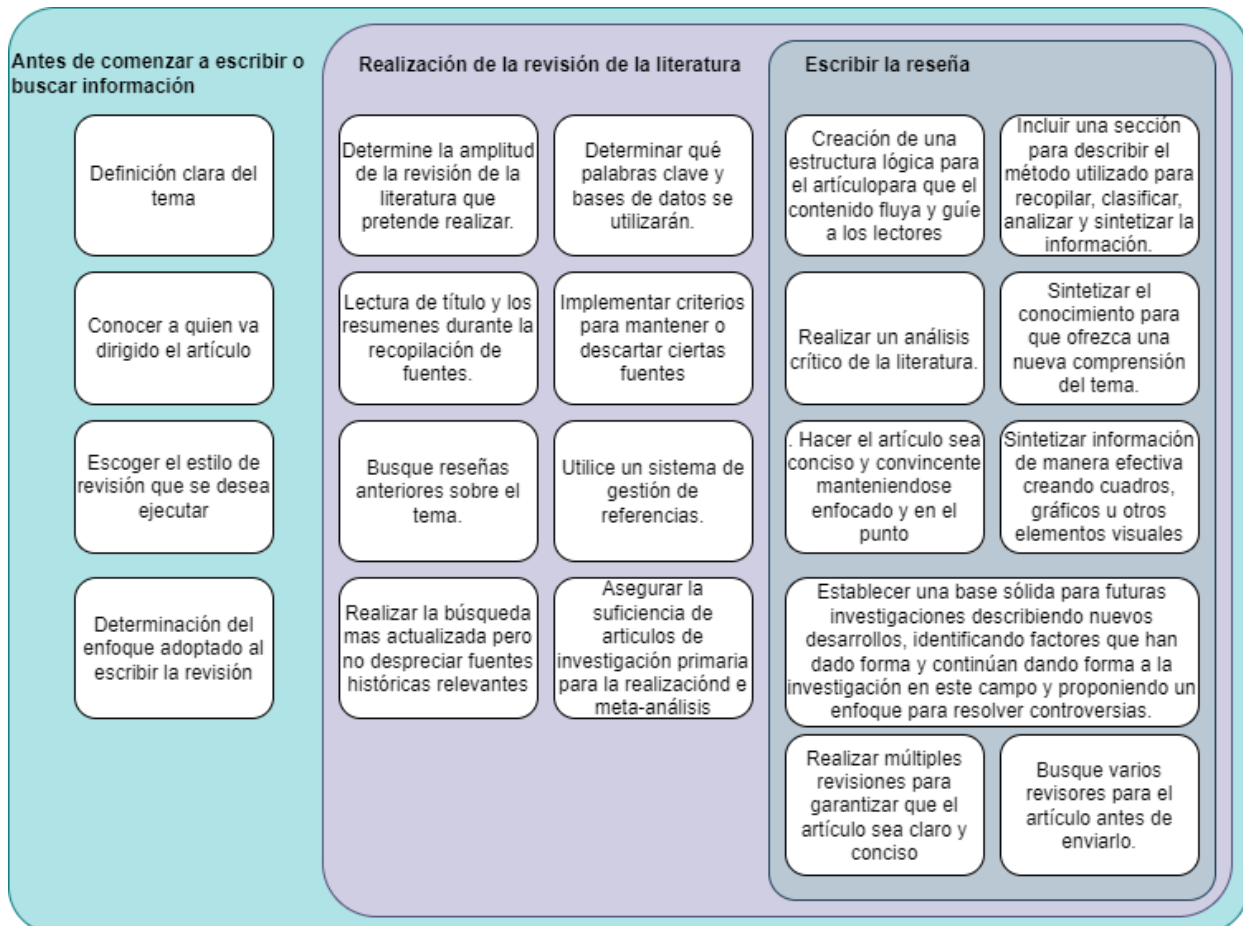 Antes de comenzar a escribir o
buscar información
Definición clara del
tema
Conocer a quien va
dirigido el artículo
Escoger el estilo de
revisión que se desea
ejecutar
Determinación del
enfoque adoptado al
escribir la revisión
Realización de la revisión de la literatura
Determine la amplitud
de la revisión de la
literatura que
pretende realizar.
Determinar qué
palabras clave y
bases de datos se
utilizarán.
Lectura de título y los
resumenes durante la
recopilación de
fuentes.
Implementar criterios
para mantener o
descartar ciertas
fuentes
Busque reseñas
anteriores sobre el
tema.
Utilice un sistema de
gestión de
referencias.
Realizar la búsqueda
mas actualizada pero
no despreciar fuentes
históricas relevantes
Asegurar la
suficiencia de
articulos de
investigación primaria
para la realizaciónd e
meta-análisis
Escribir la reseña
Creación de una
estructura lógica para
el artículopara que el
contenido fluya y guíe
a los lectores
Incluir una sección
para describir el
método utilizado para
recopilar, clasificar,
analizar y sintetizar la
información.
Realizar un análisis
crítico de la literatura.
Sintetizar el
conocimiento para
que ofrezca una
nueva comprensión
del tema.
. Hacer el artículo sea
conciso y convincente
manteniendose
enfocado y en el
punto
Sintetizar información
de manera efectiva
creando cuadros,
gráficos u otros
elementos visuales
Establecer una base sólida para futuras
investigaciones describiendo nuevos
desarrollos, identificando factores que han
dado forma y continúan dando forma a la
investigación en este campo y proponiendo un
enfoque para resolver controversias.
Realizar múltiples
revisiones para
garantizar que el
artículo sea claro y
conciso
Busque varios
revisores para el
artículo antes de
enviarlo.